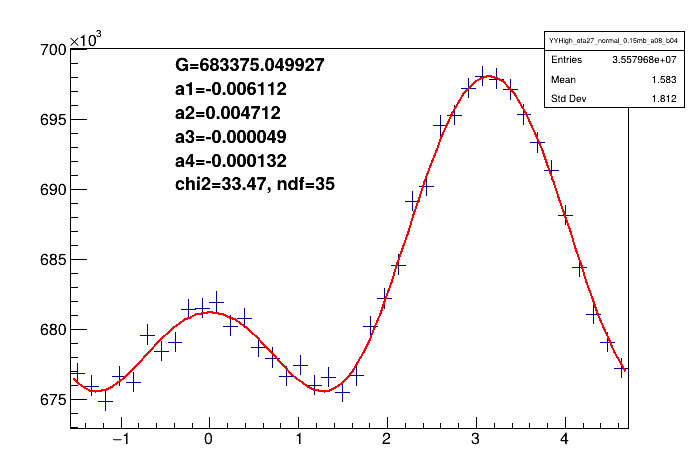 YYHigh_eta27_normal_0.15mb_a08_b04
Entries 3.557968e+07
Mean 1.583
Std Dev 1.812
×10³
G=683375.049927
a1=-0.006112
a2=0.004712
a3=-0.000049
a4=-0.000132
chi2=33.47, ndf=35
700
695
690
685
680
675
−1 0 1 2 3 4